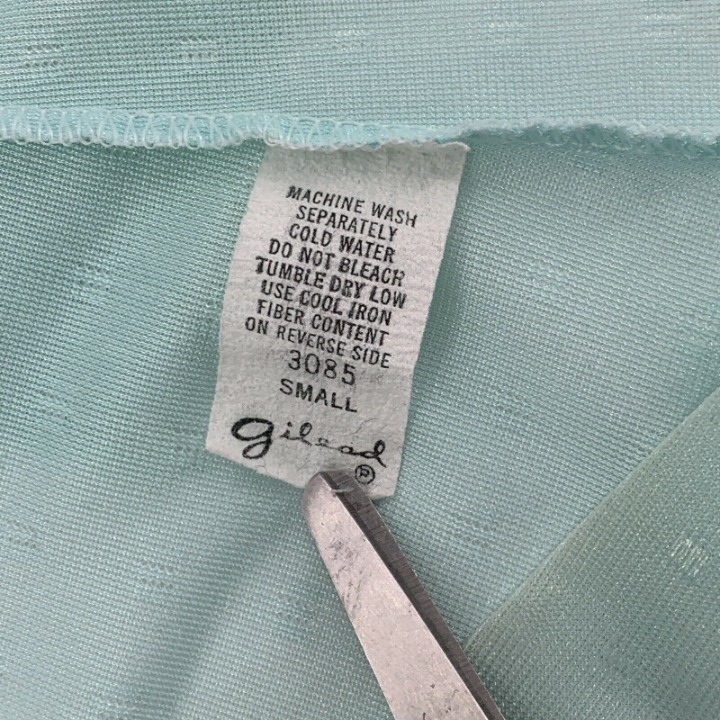 MACHINE WASH
SEPARATELY
COLD WATER
DO NOT BLEACH
TUMBLE DRY LOW
USE COOL IRON
FIBER CONTENT
ON REVERSE SIDE
3085
SMALL
gilead
®